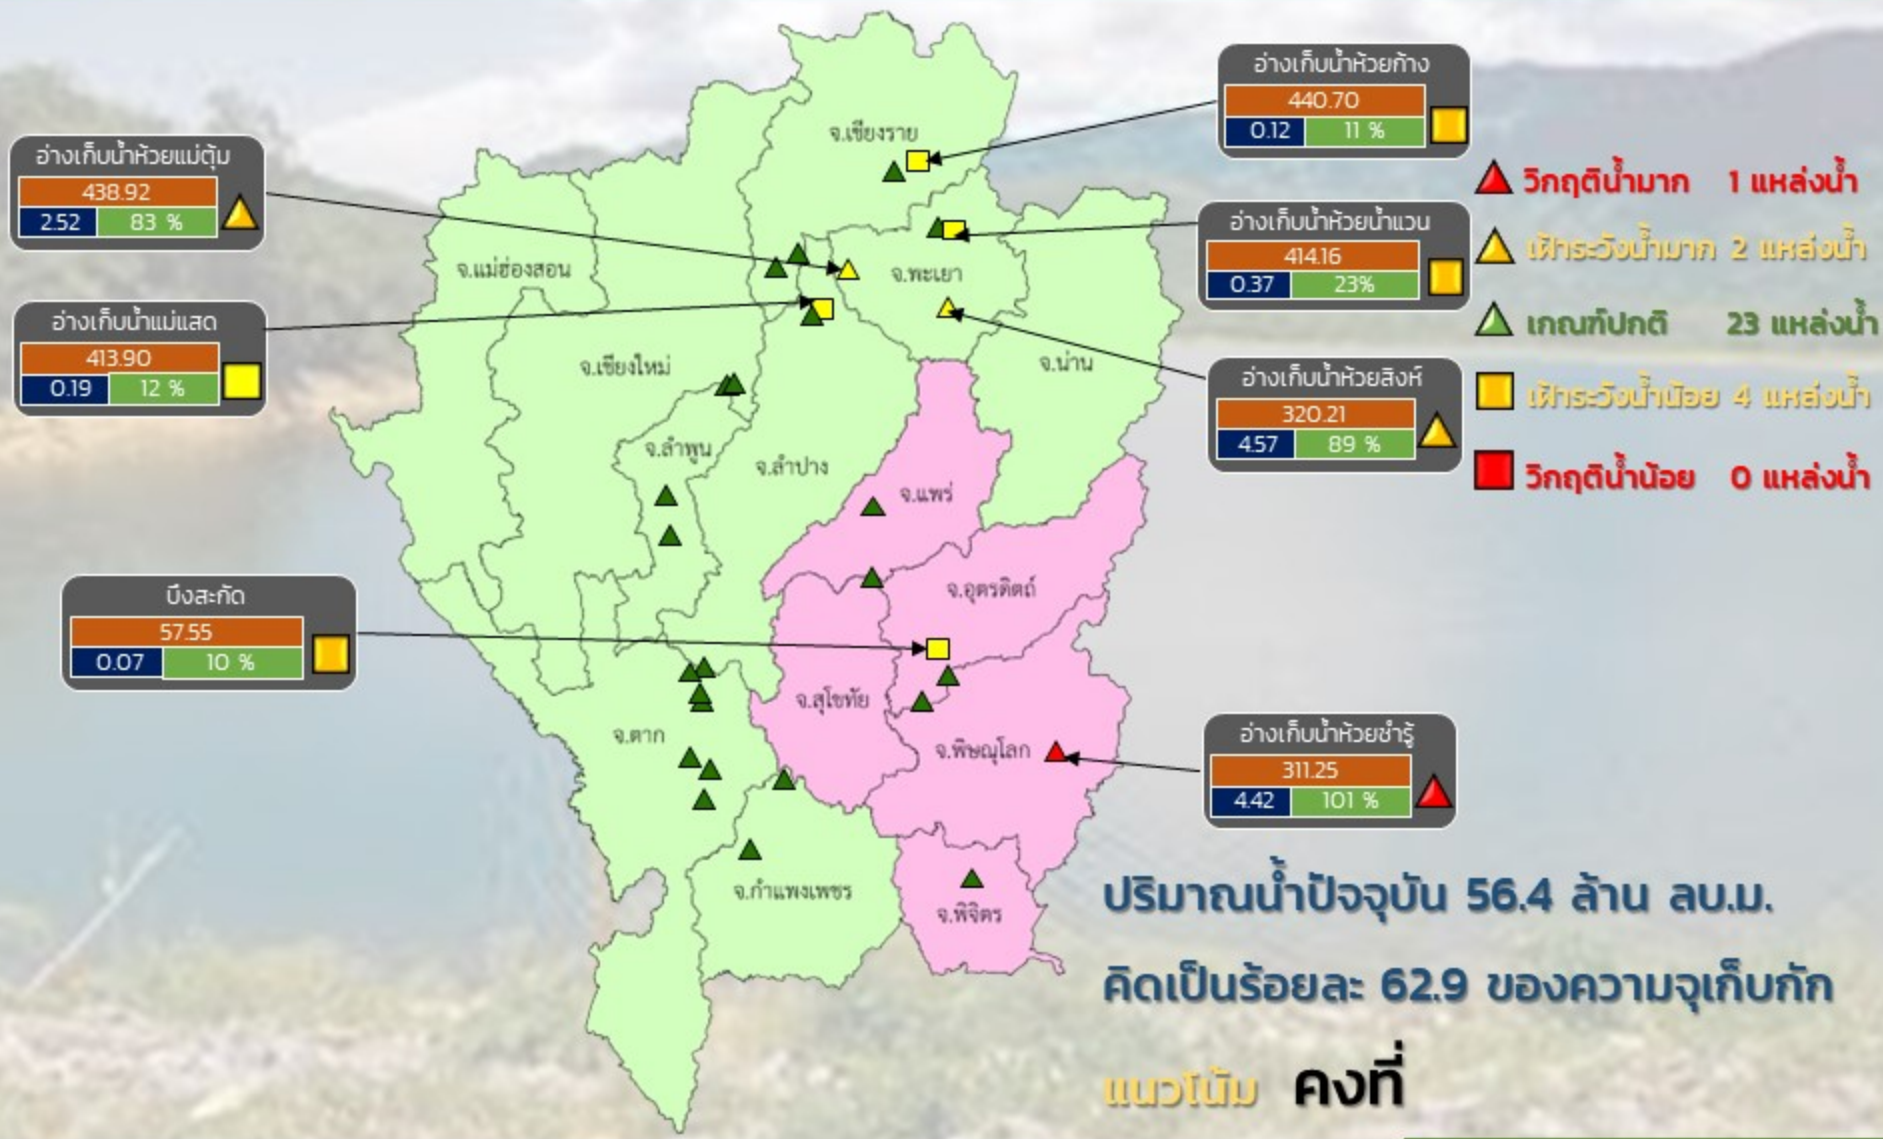 อ่างเก็บน้ำห้วยก้าง
440.70
0.12 11 %
อ่างเก็บน้ำห้วยแม่ตุ้ม
438.92
2.52 83 %
จ.เชียงราย
วิกฤติน้ำมาก 1 แหล่งน้ำ
อ่างเก็บน้ำห้วยน้ำแวน
414.16
0.37 23%
เฝ้าระวังน้ำมาก 2 แหล่งน้ำ
จ.แม่ฮ่องสอน
จ.พะเยา
อ่างเก็บน้ำแม่แสด
413.90
0.19 12 %
เกณฑ์ปกติ 23 แหล่งน้ำ
จ.เชียงใหม่
จ.น่าน
อ่างเก็บน้ำห้วยสิงห์
320.21
4.57 89 %
เฝ้าระวังน้ำน้อย 4 แหล่งน้ำ
จ.ลำพูน
จ.ลำปาง
จ.แพร่
วิกฤติน้ำน้อย 0 แหล่งน้ำ
บึงสะกัด
57.55
0.07 10 %
จ.อุตรดิตถ์
จ.สุโขทัย
จ.ตาก
จ.พิษณุโลก
อ่างเก็บน้ำห้วยซำรู้
311.25
4.42 101 %
จ.กำแพงเพชร
จ.พิจิตร
ปริมาณน้ำปัจจุบัน 56.4 ล้าน ลบ.ม.
คิดเป็นร้อยละ 62.9 ของความจุเก็บกัก
แนวโน้ม คงที่